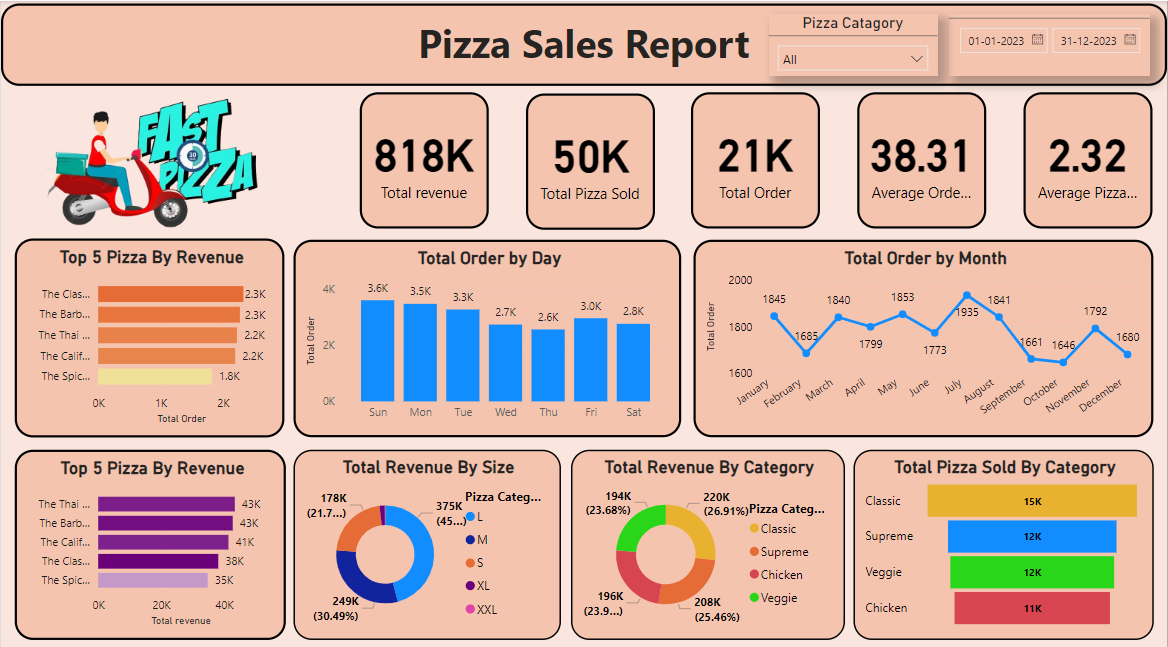 Pizza Sales Report
Pizza Catagory
All
01-01-2023
31-12-2023
FAST
PIZZA
30
818K
Total revenue
50K
Total Pizza Sold
21K
Total Order
38.31
Average Orde...
2.32
Average Pizza...
Top 5 Pizza By Revenue
The Clas...
2.3K
The Barb...
2.3K
The Thai ...
2.2K
The Calif...
2.2K
The Spic...
1.8K
0K 1K 2K
Total Order
Total Order by Day
Total Order
4K
2K
0K
3.6K 3.5K 3.3K 2.7K 2.6K 3.0K 2.8K
Sun Mon Tue Wed Thu Fri Sat
Total Order by Month
Total Order
2000
1800
1600
1845 1685 1840 1799 1853 1773 1935 1841 1661 1646 1792 1680
January February March April May June July August September October November December
Top 5 Pizza By Revenue
The Thai ...
43K
The Barb...
43K
The Calif...
41K
The Clas...
38K
The Spic...
35K
0K 20K 40K
Total revenue
Total Revenue By Size
178K
(21.7...)
375K
(45...)
249K
(30.49%)
Pizza Categ...
L
M
S
XL
XXL
Total Revenue By Category
194K
(23.68%)
220K
(26.91%)
196K
(23.9...)
208K
(25.46%)
Pizza Categ...
Classic
Supreme
Chicken
Veggie
Total Pizza Sold By Category
Classic
15K
Supreme
12K
Veggie
12K
Chicken
11K